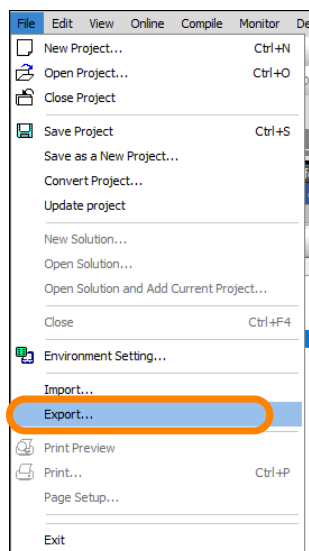 File Edit View Online Compile Monitor
New Project... Ctrl+N
Open Project... Ctrl+O
Close Project
Save Project Ctrl+S
Save as a New Project...
Convert Project...
Update project
New Solution...
Open Solution...
Open Solution and Add Current Project...
Close Ctrl+F4
Environment Setting...
Import...
Export...
Print Preview
Print... Ctrl+P
Page Setup...
Exit